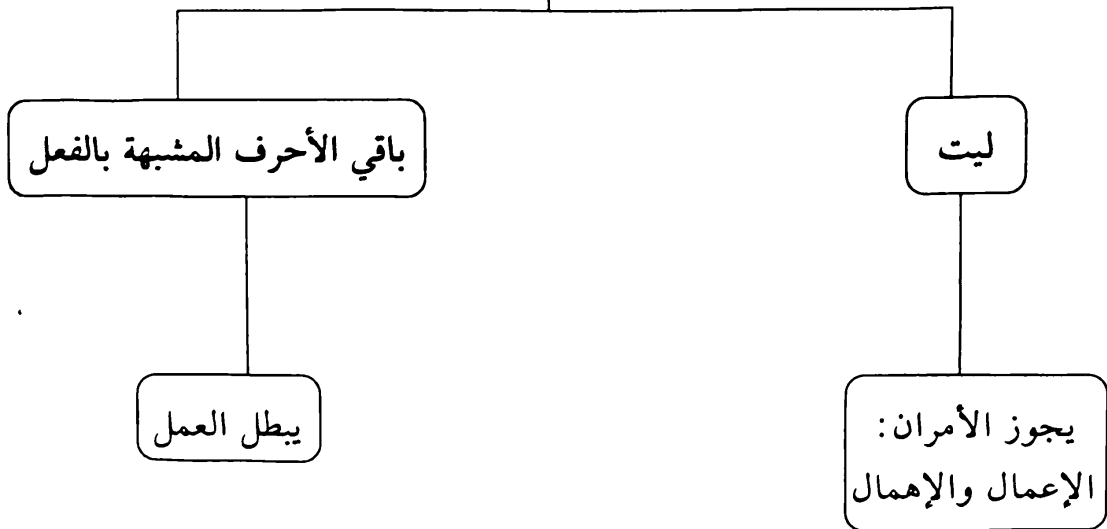 ليت
باقي الأحرف المشبهة بالفعل
يجوز الأمران:
الإعمال والإهمال
يبطل العمل